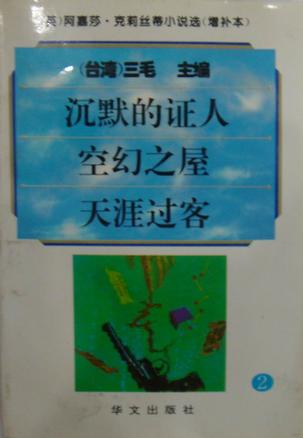 (英)阿嘉莎·克莉丝蒂小说选(增补本)
(台湾)三毛 主编
沉默的证人
空幻之屋
天涯过客
2
华文出版社